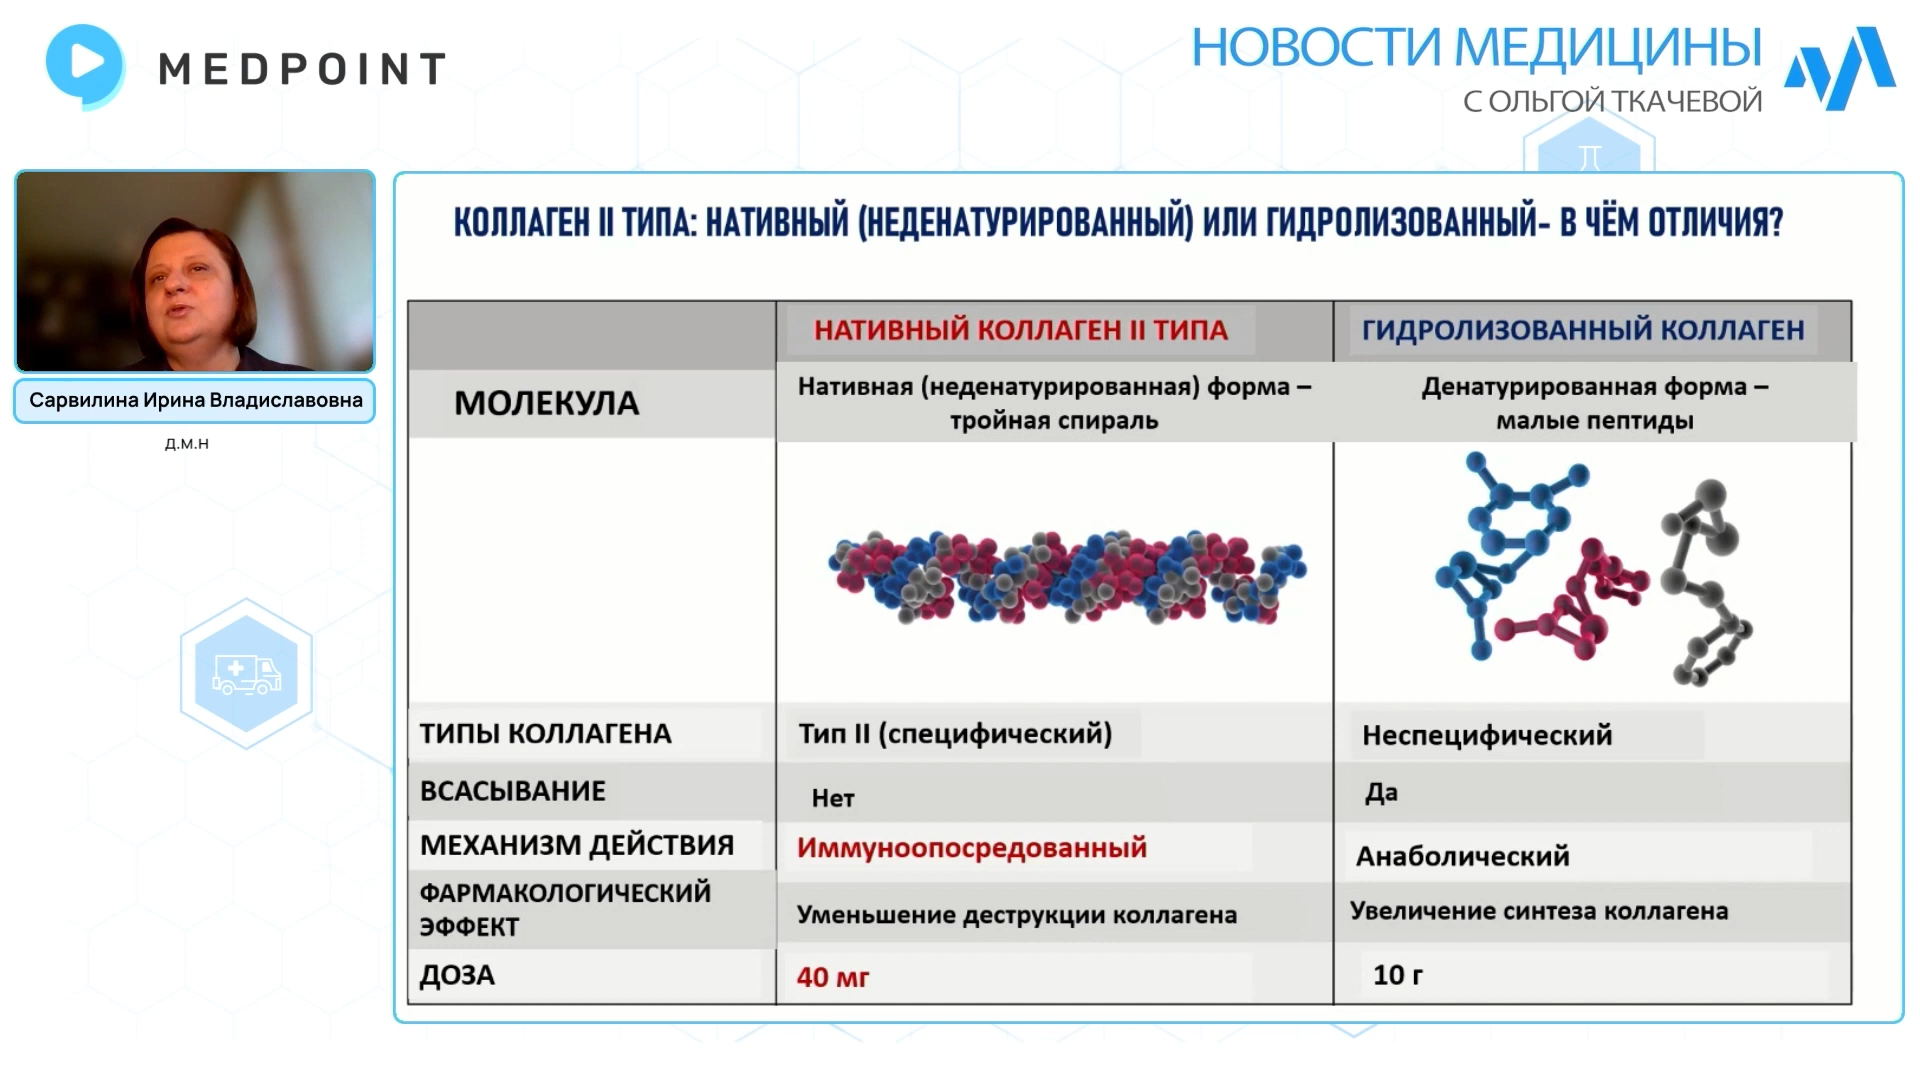 MEDPOINT
НОВОСТИ МЕДИЦИНЫ
С ОЛЬГОЙ ТКАЧЕВОЙ
Сарвилина Ирина Владиславовна
д.м.н
КОЛЛАГЕН II ТИПА: НАТИВНЫЙ (НЕДЕНАТУРИРОВАННЫЙ) ИЛИ ГИДРОЛИЗОВАННЫЙ- В ЧЁМ ОТЛИЧИЯ?
НАТИВНЫЙ КОЛЛАГЕН II ТИПА
ГИДРОЛИЗОВАННЫЙ КОЛЛАГЕН
МОЛЕКУЛА
Нативная (неденатурированная) форма –
тройная спираль
Денатурированная форма –
малые пептиды
ТИПЫ КОЛЛАГЕНА
Тип II (специфический)
Неспецифический
ВСАСЫВАНИЕ
Нет
Да
МЕХАНИЗМ ДЕЙСТВИЯ
Иммуноопосредованный
Анаболический
ФАРМАКОЛОГИЧЕСКИЙ
ЭФФЕКТ
Уменьшение деструкции коллагена
Увеличение синтеза коллагена
ДОЗА
40 мг
10 г